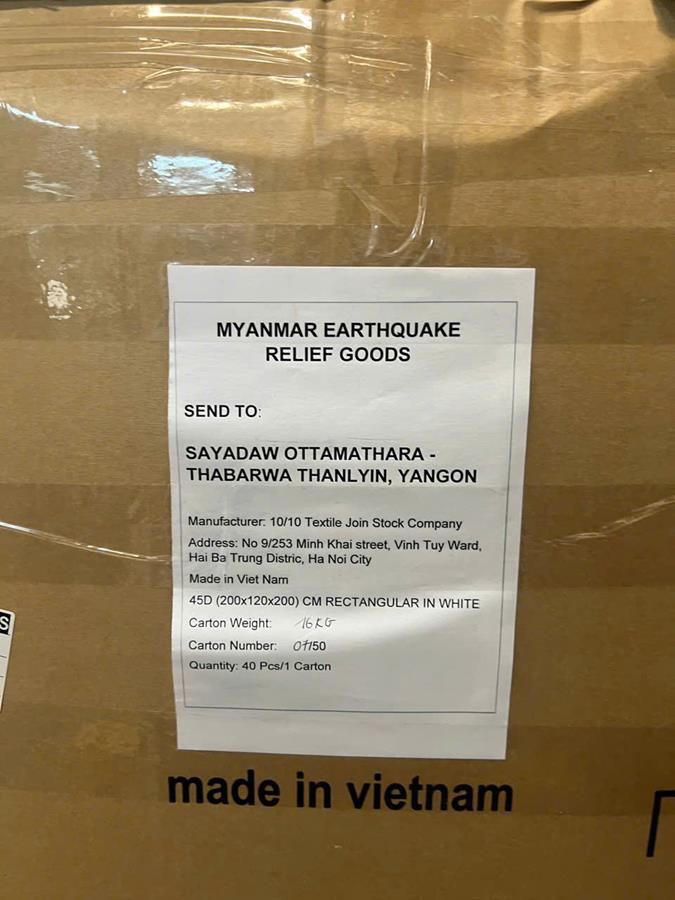 MYANMAR EARTHQUAKE
RELIEF GOODS
SEND TO:
SAYADAW OTTAMATHARA -
THABARWA THANLYIN, YANGON
Manufacturer: 10/10 Textile Join Stock Company
Address: No 9/253 Minh Khai street, Vinh Tuy Ward,
Hai Ba Trung Distric, Ha Noi City
Made in Viet Nam
45D (200x120x200) CM RECTANGULAR IN WHITE
Carton Weight: 16KG
Carton Number: 07/50
Quantity: 40 Pcs/1 Carton
made in vietnam
S